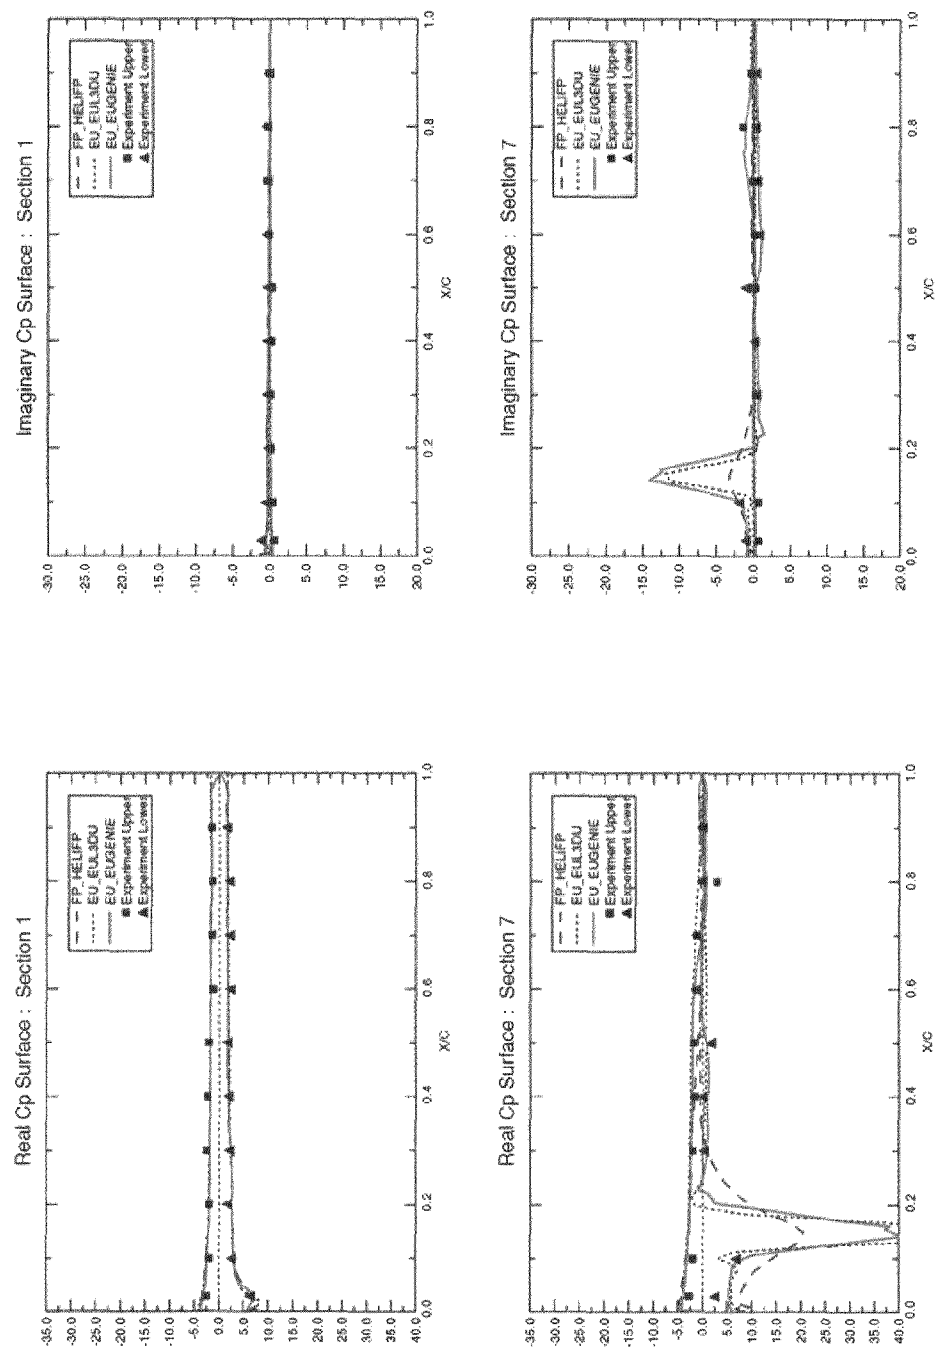 Real Cp Surface : Section 1
-35.0
-30.0
-25.0
-20.0
-15.0
-10.0
-5.0
0.0
5.0
10.0
15.0
20.0
25.0
30.0
35.0
40.0
FP_HELIFP
EU_EUL3DU
EU_EUGENIE
Experiment Upper
Experiment Lower
0.0 0.2 0.4 0.6 0.8 1.0
X/C
Imaginary Cp Surface : Section 1
-30.0
-25.0
-20.0
-15.0
-10.0
-5.0
0.0
5.0
10.0
15.0
20.0
FP_HELIFP
EU_EUL3DU
EU_EUGENIE
Experiment Upper
Experiment Lower
0.0 0.2 0.4 0.6 0.8 1.0
X/C
Real Cp Surface : Section 7
-35.0
-30.0
-25.0
-20.0
-15.0
-10.0
-5.0
0.0
5.0
10.0
15.0
20.0
25.0
30.0
35.0
40.0
FP_HELIFP
EU_EUL3DU
EU_EUGENIE
Experiment Upper
Experiment Lower
0.0 0.2 0.4 0.6 0.8 1.0
X/C
Imaginary Cp Surface : Section 7
-30.0
-25.0
-20.0
-15.0
-10.0
-5.0
0.0
5.0
10.0
15.0
20.0
FP_HELIFP
EU_EUL3DU
EU_EUGENIE
Experiment Upper
Experiment Lower
0.0 0.2 0.4 0.6 0.8 1.0
X/C